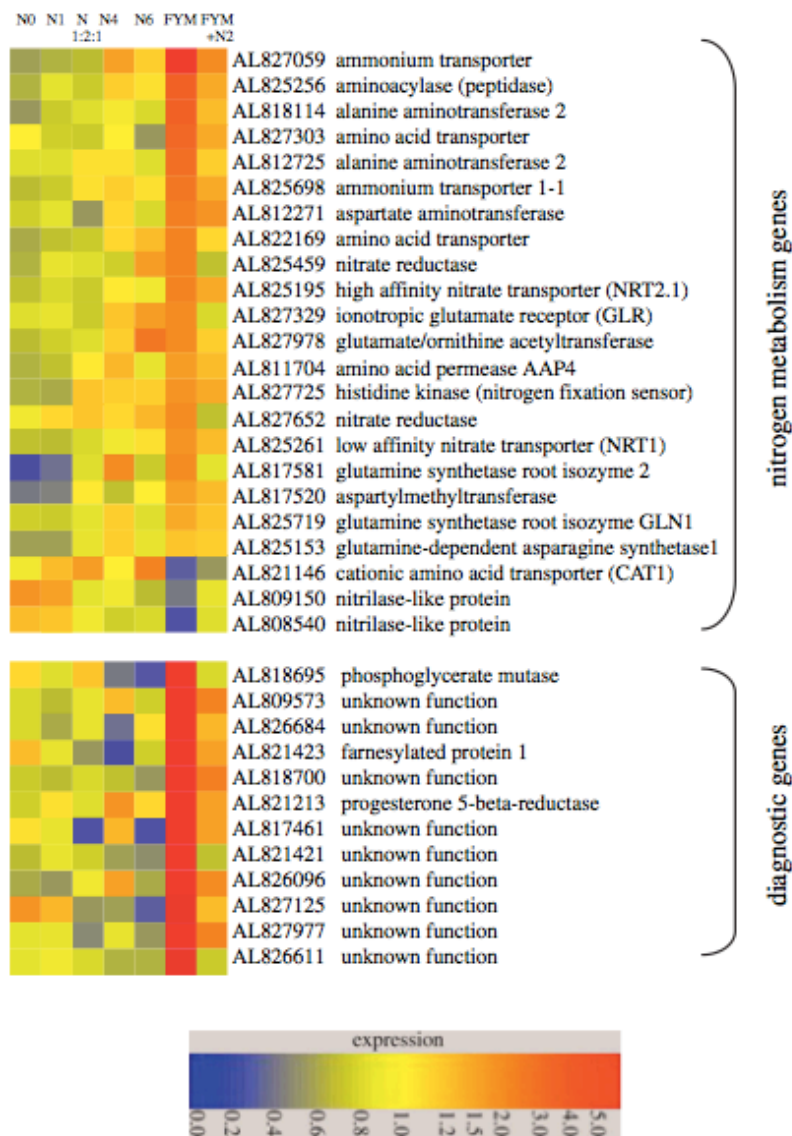 N0 N1 N N4 N6 FYM FYM
1:2:1 +N2
AL827059 ammonium transporter
AL825256 aminoacylase (peptidase)
AL818114 alanine aminotransferase 2
AL827303 amino acid transporter
AL812725 alanine aminotransferase 2
AL825698 ammonium transporter 1-1
AL812271 aspartate aminotransferase
AL822169 amino acid transporter
AL825459 nitrate reductase
AL825195 high affinity nitrate transporter (NRT2.1)
AL827329 ionotropic glutamate receptor (GLR)
AL827978 glutamate/ornithine acetyltransferase
AL811704 amino acid permease AAP4
AL827725 histidine kinase (nitrogen fixation sensor)
AL827652 nitrate reductase
AL825261 low affinity nitrate transporter (NRT1)
AL817581 glutamine synthetase root isozyme 2
AL817520 aspartylmethyltransferase
AL825719 glutamine synthetase root isozyme GLN1
AL825153 glutamine-dependent asparagine synthetase1
AL821146 cationic amino acid transporter (CAT1)
AL809150 nitrilase-like protein
AL808540 nitrilase-like protein
nitrogen metabolism genes
AL818695 phosphoglycerate mutase
AL809573 unknown function
AL826684 unknown function
AL821423 farnesylated protein 1
AL818700 unknown function
AL821213 progesterone 5-beta-reductase
AL817461 unknown function
AL821421 unknown function
AL826096 unknown function
AL827125 unknown function
AL827977 unknown function
AL826611 unknown function
diagnostic genes
expression
0.0 0.2 0.4 0.6 0.8 1.0 1.2 1.5 2.0 3.0 4.0 5.0